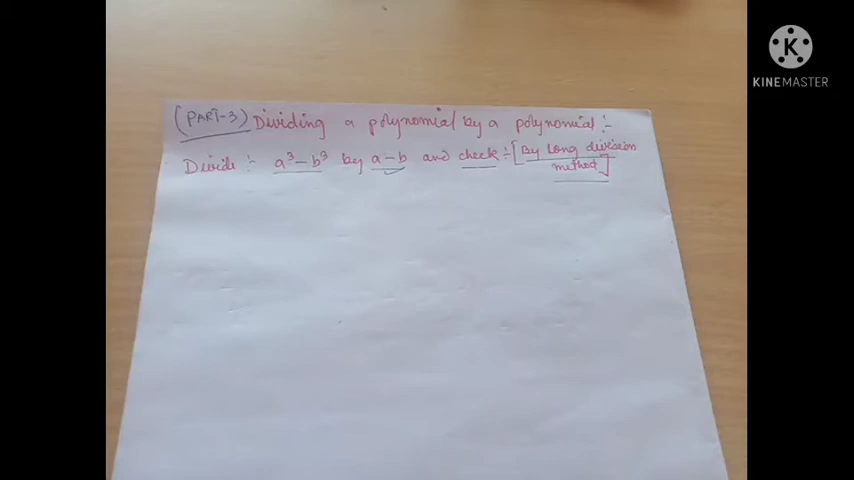 (PART-3) Dividing a polynomial by a polynomial :-
Divide :- a³ - b³ by a - b and check :- [By Long division
method]
K
KINEMASTER